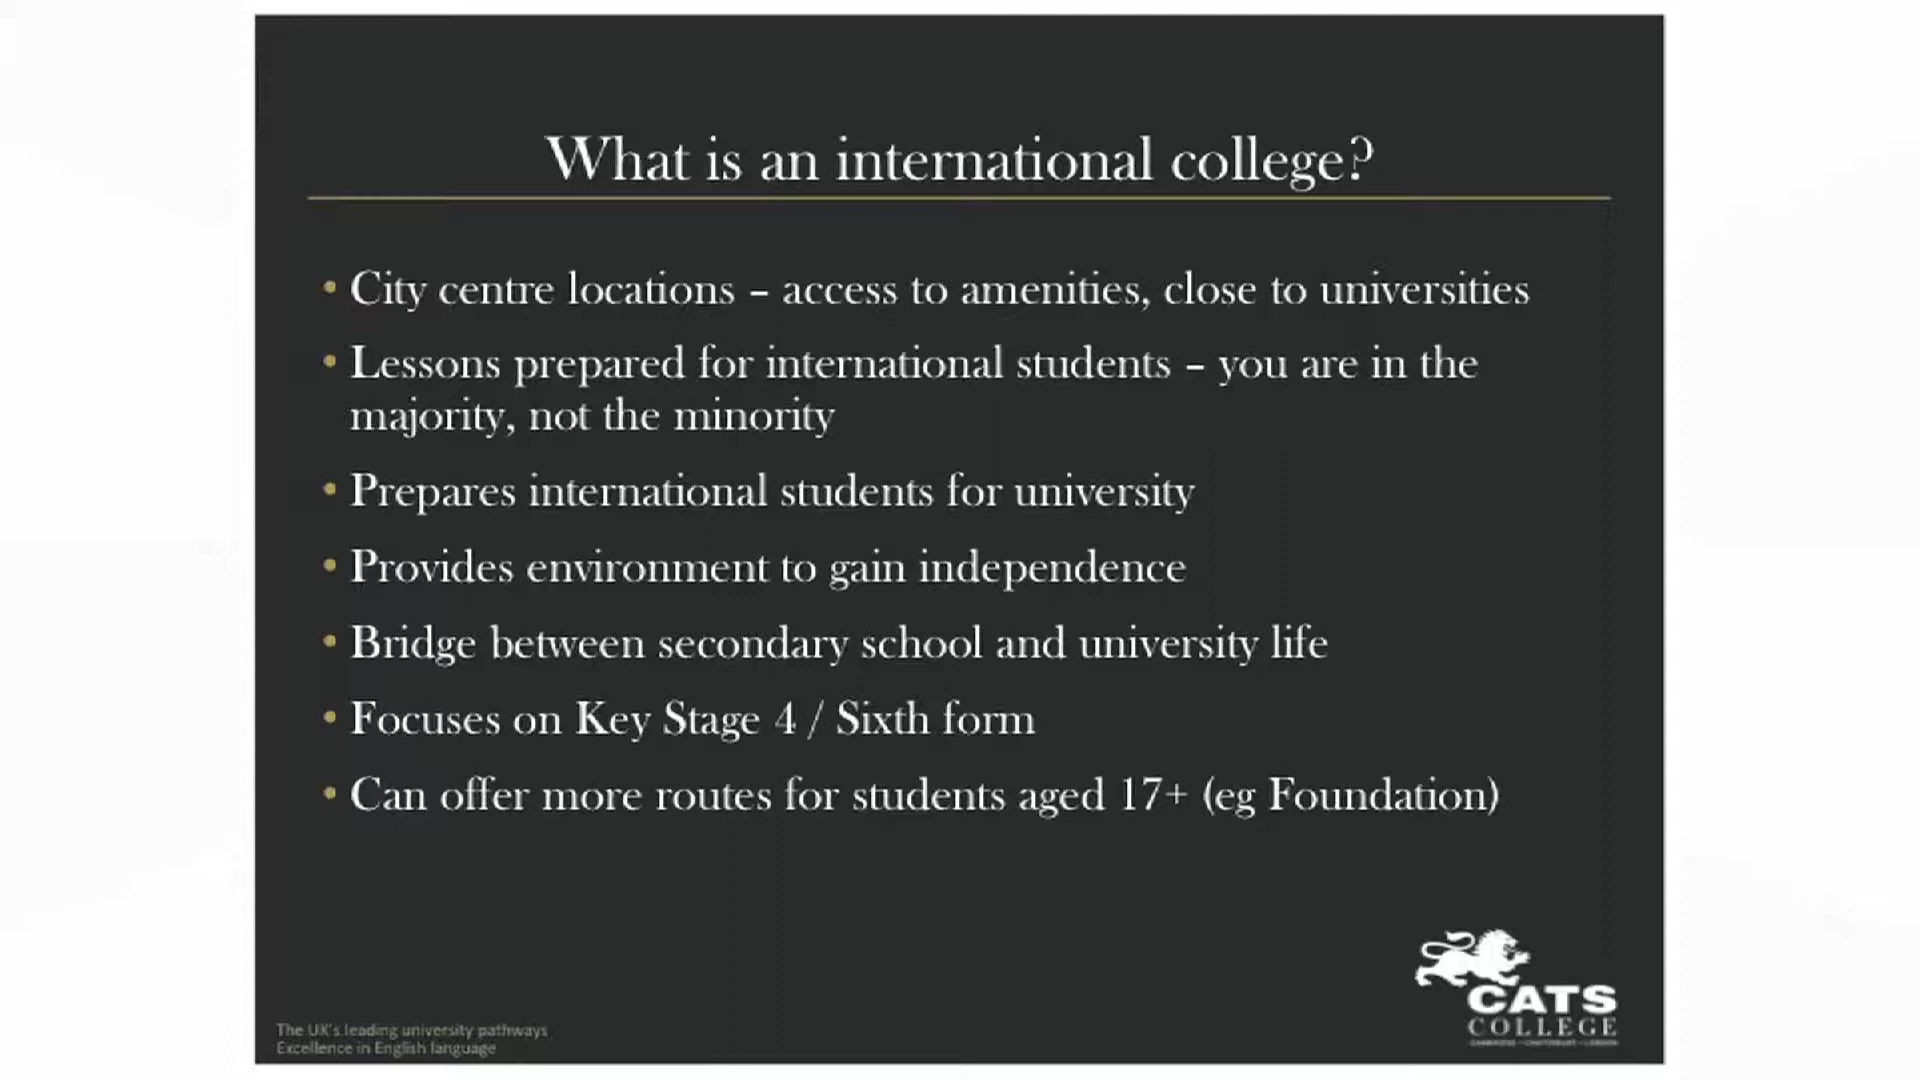 What is an international college?
• City centre locations – access to amenities, close to universities
• Lessons prepared for international students – you are in the
majority, not the minority
• Prepares international students for university
• Provides environment to gain independence
• Bridge between secondary school and university life
• Focuses on Key Stage 4 / Sixth form
• Can offer more routes for students aged 17+ (eg Foundation)
The UK's leading university pathways
Excellence in English language
CATS
COLLEGE
CAMBRIDGE • CANTERBURY • LONDON